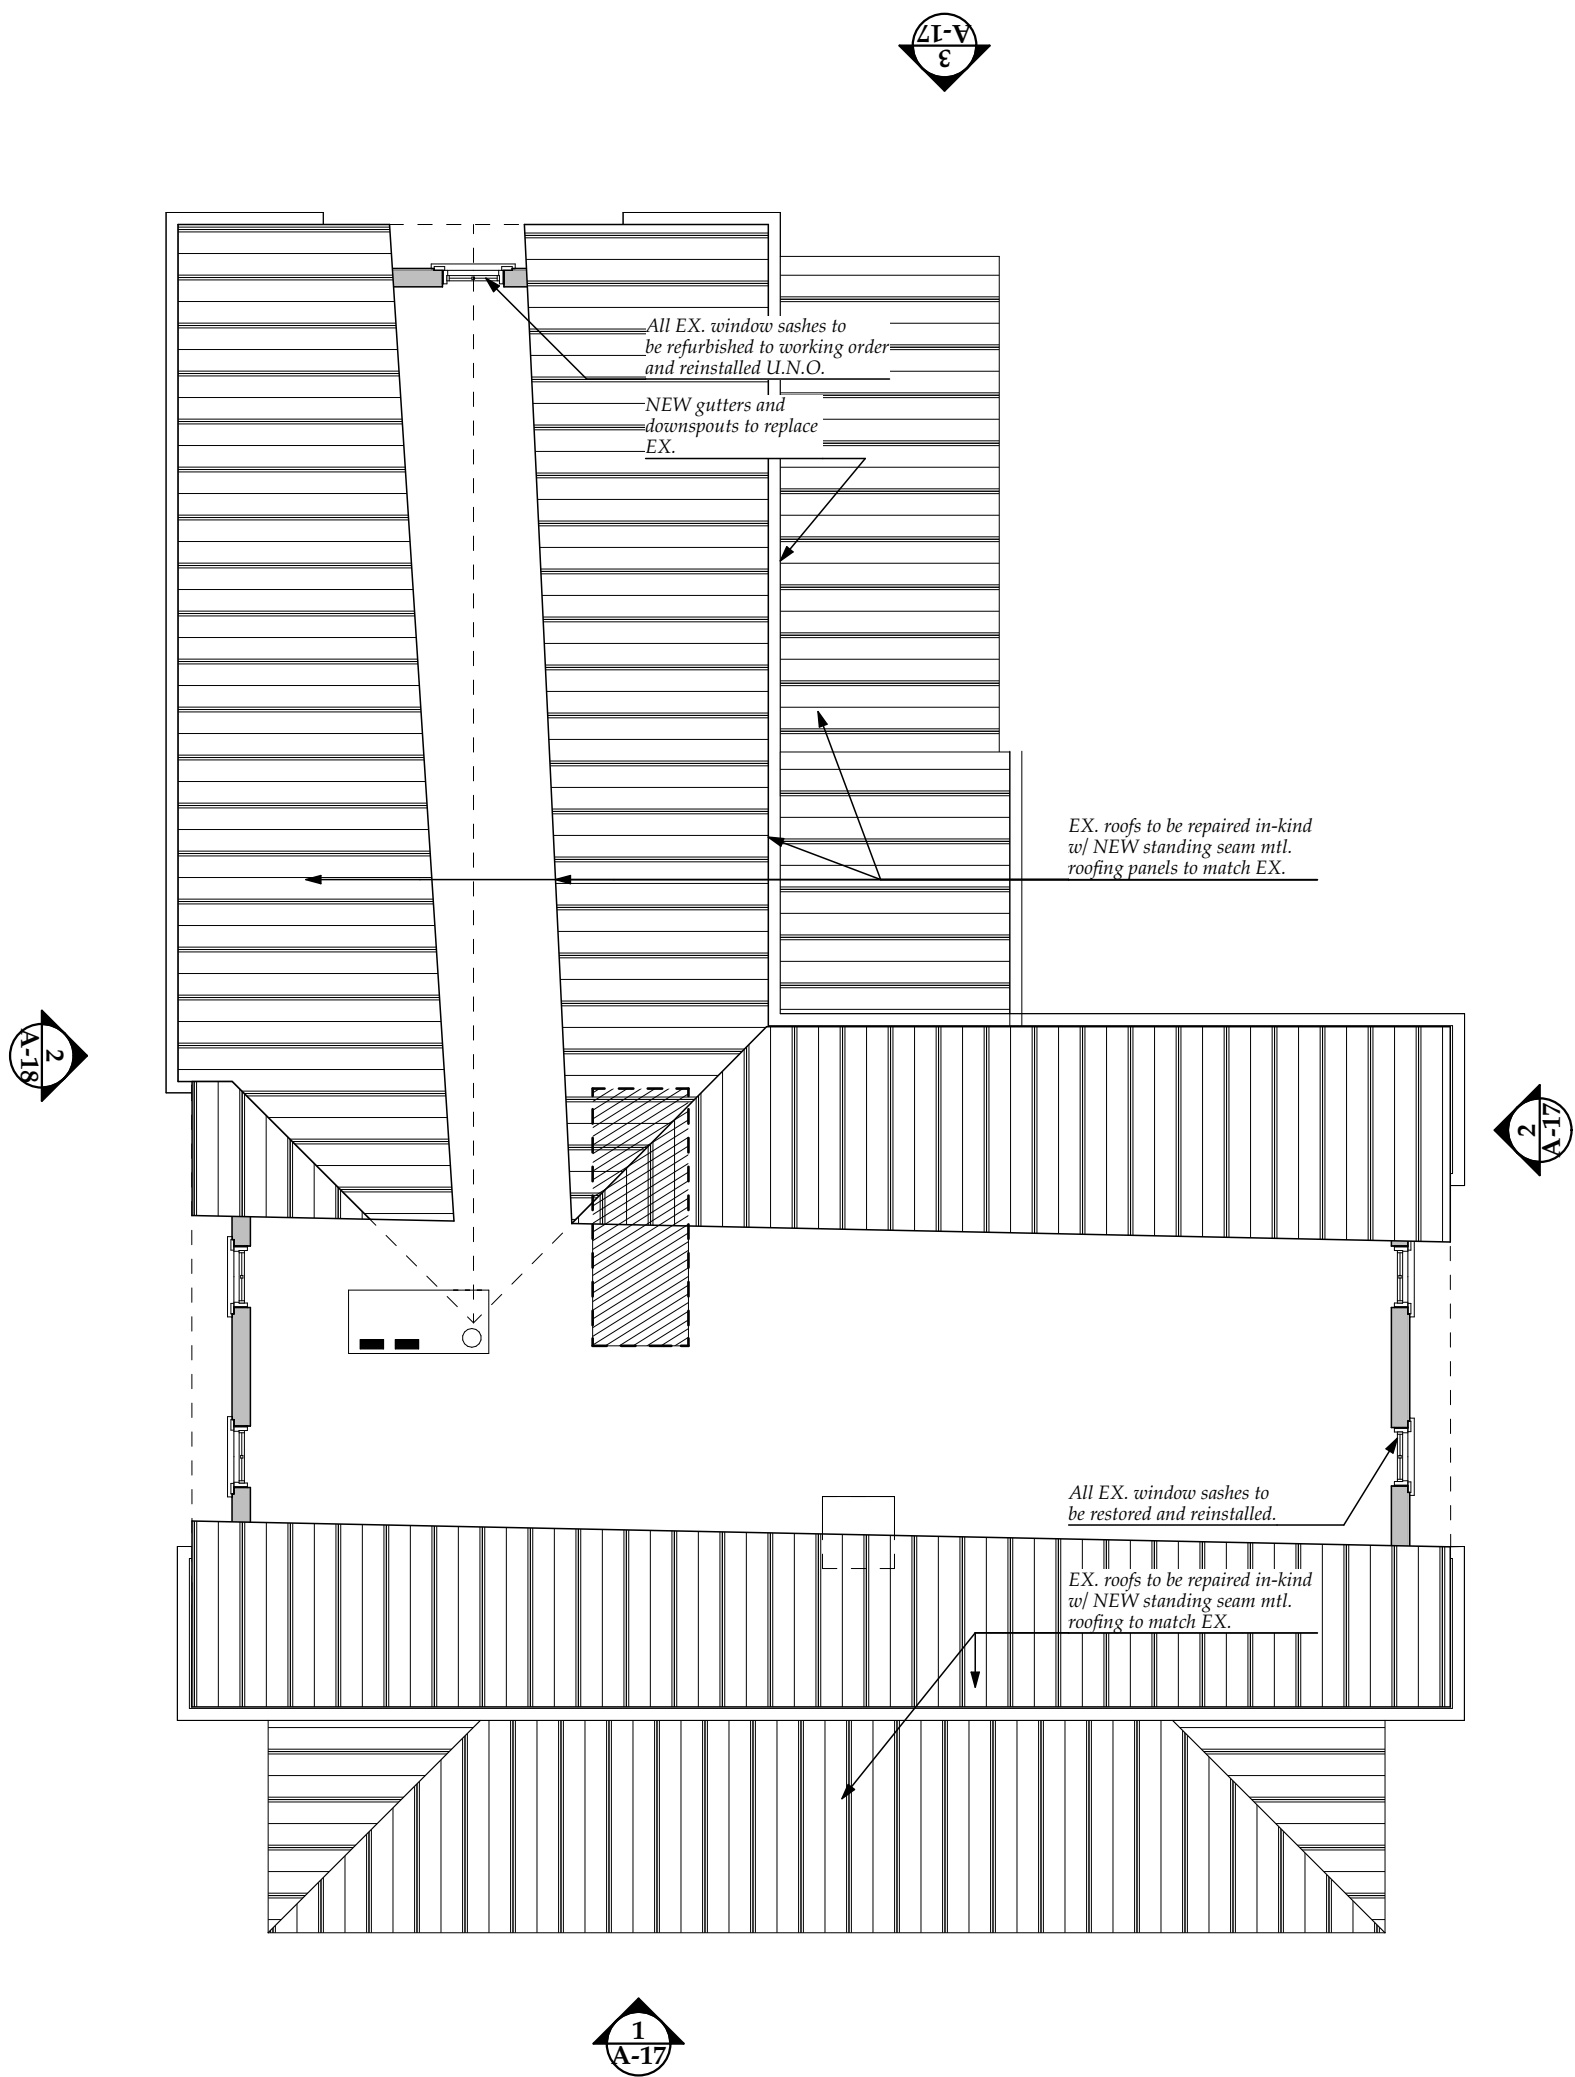 3
A-17
All EX. window sashes to
be refurbished to working order
and reinstalled U.N.O.
NEW gutters and
downspouts to replace
EX.
EX. roofs to be repaired in-kind
w/ NEW standing seam mtl.
roofing panels to match EX.
2
A-18
2
A-17
All EX. window sashes to
be restored and reinstalled.
EX. roofs to be repaired in-kind
w/ NEW standing seam mtl.
roofing to match EX.
1
A-17